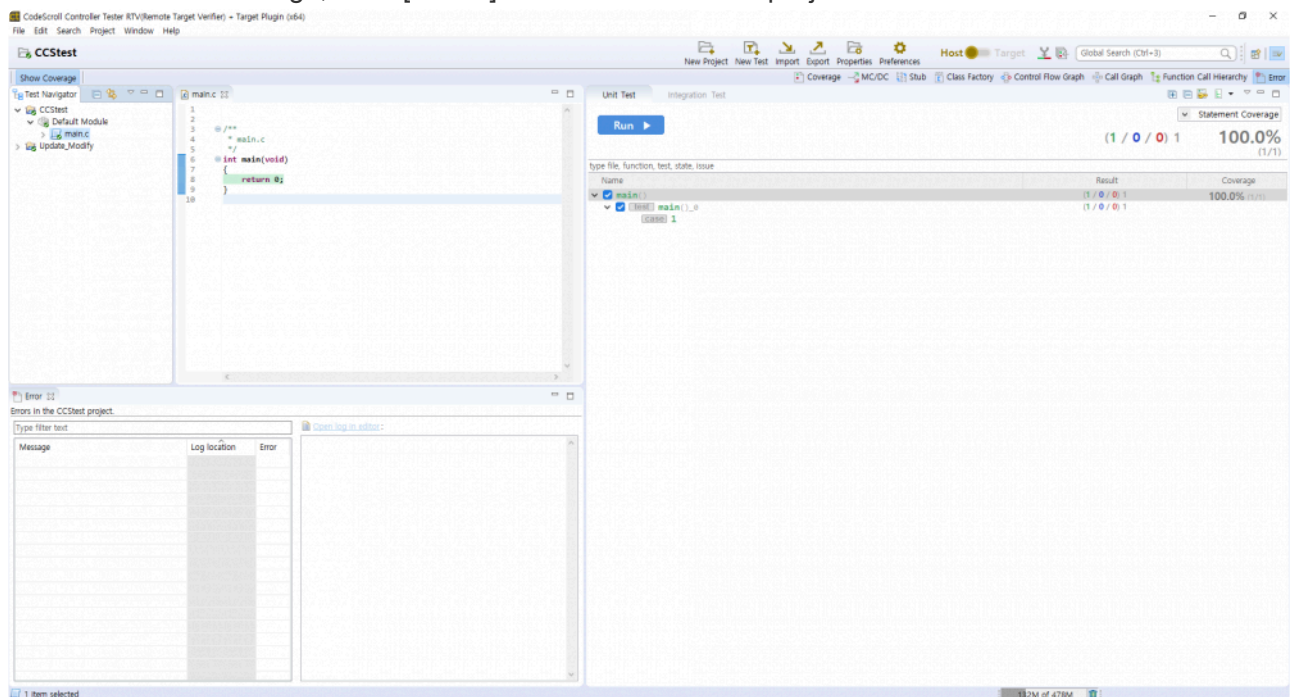 CodeScroll Controller Tester RTV(Remote Target Verifier) - Target Plugin (x64)
File Edit Search Project Window Help
CCStest
New Project New Test Import Export Properties Preferences
Host Target
Global Search (Ctrl+3)
Show Coverage
Coverage MC/DC Stub Class Factory Control Flow Graph Call Graph Function Call Hierarchy Error
Test Navigator
CCStest
Default Module
main.c
Update_Modify
main.c
1
2
3 /**
4 * main.c
5 */
6 int main(void)
7 {
8 return 0;
9 }
10
Unit Test Integration Test
Run
Statement Coverage
(1 / 0 / 0) 1 100.0%
(1/1)
type file, function, test, state, issue
Name Result Coverage
main() (1 / 0 / 0) 1 100.0% (1/1)
test main()_0 (1 / 0 / 0) 1
case 1
Error
Errors in the CCStest project.
Type filter text
Open log in editor:
Message Log location Error
1 item selected
of 478M